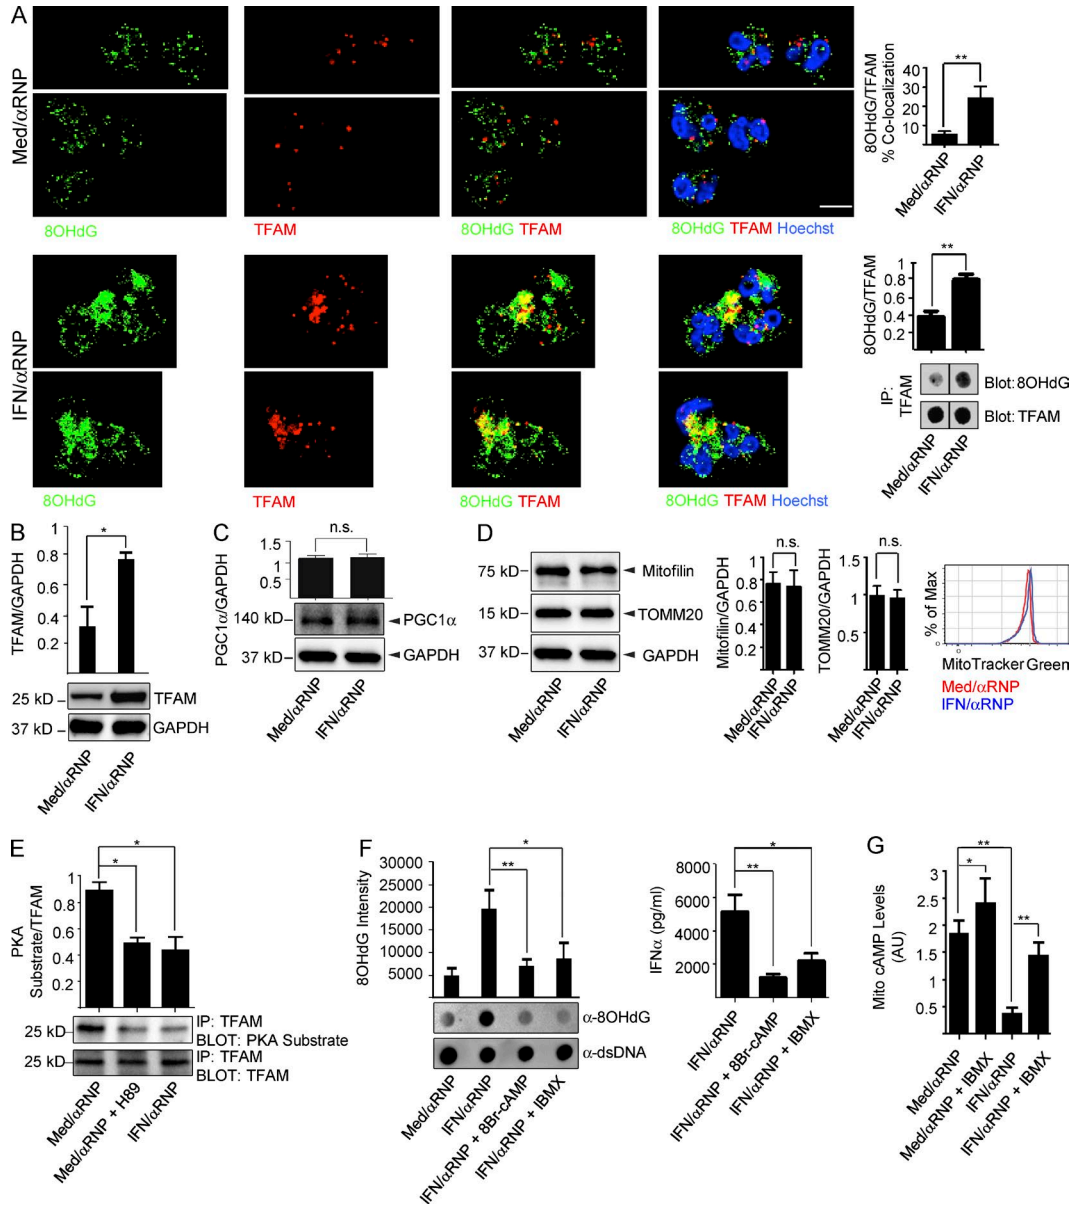 A
Med/αRNP
8OHdG
TFAM
8OHdG TFAM
8OHdG TFAM Hoechst
IFN/αRNP
8OHdG
TFAM
8OHdG TFAM
8OHdG TFAM Hoechst
8OHdG/TFAM
% Co-localization
40
30
20
10
**
Med/αRNP
IFN/αRNP
8OHdG/TFAM
1
0.8
0.6
0.4
0.2
**
IP:
TFAM
Blot: 8OHdG
Blot: TFAM
Med/αRNP
IFN/αRNP
B
TFAM/GAPDH
1
0.8
0.6
0.4
0.2
*
25 kD
TFAM
37 kD
GAPDH
Med/αRNP
IFN/αRNP
C
PGC1α/GAPDH
n.s.
1.5
1
0.5
140 kD
PGC1α
37 kD
GAPDH
Med/αRNP
IFN/αRNP
D
75 kD
Mitofilin
15 kD
TOMM20
37 kD
GAPDH
Med/αRNP
IFN/αRNP
Mitofilin/GAPDH
n.s.
1
0.8
0.6
0.4
0.2
Med/αRNP
IFN/αRNP
TOMM20/GAPDH
n.s.
1.5
1
0.5
Med/αRNP
IFN/αRNP
% of Max
0
MitoTracker Green
Med/αRNP
IFN/αRNP
E
PKA
Substrate/TFAM
1
0.8
0.6
0.4
0.2
*
*
25 kD
IP: TFAM
BLOT: PKA Substrate
25 kD
IP: TFAM
BLOT: TFAM
Med/αRNP
Med/αRNP + H89
IFN/αRNP
F
8OHdG Intensity
30000
25000
20000
15000
10000
5000
*
**
α-8OHdG
α-dsDNA
Med/αRNP
IFN/αRNP
IFN/αRNP + 8Br-cAMP
IFN/αRNP + IBMX
IFNα (pg/ml)
8000
6000
4000
2000
*
**
IFN/αRNP
IFN/αRNP + 8Br-cAMP
IFN/αRNP + IBMX
G
Mito cAMP Levels
(AU)
3
2.5
2
1.5
1
0.5
**
*
**
Med/αRNP
Med/αRNP + IBMX
IFN/αRNP
IFN/αRNP + IBMX